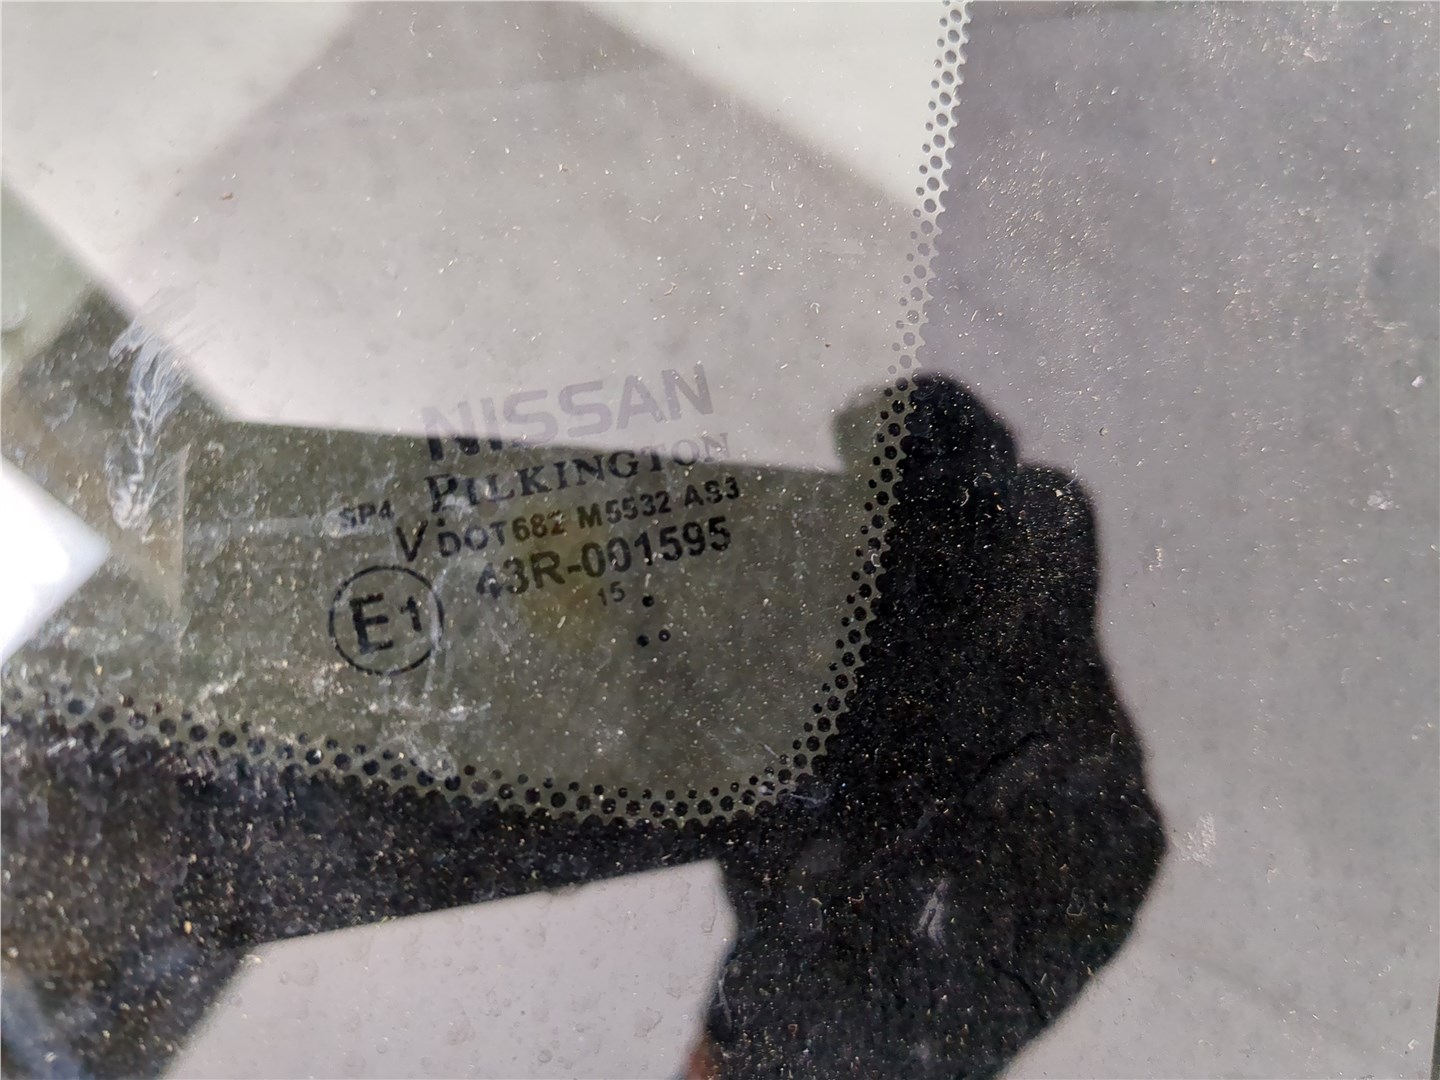 NISSAN
PILKINGTON
SP4
V DOT682 M5532 AS3
43R-001595
E1
15